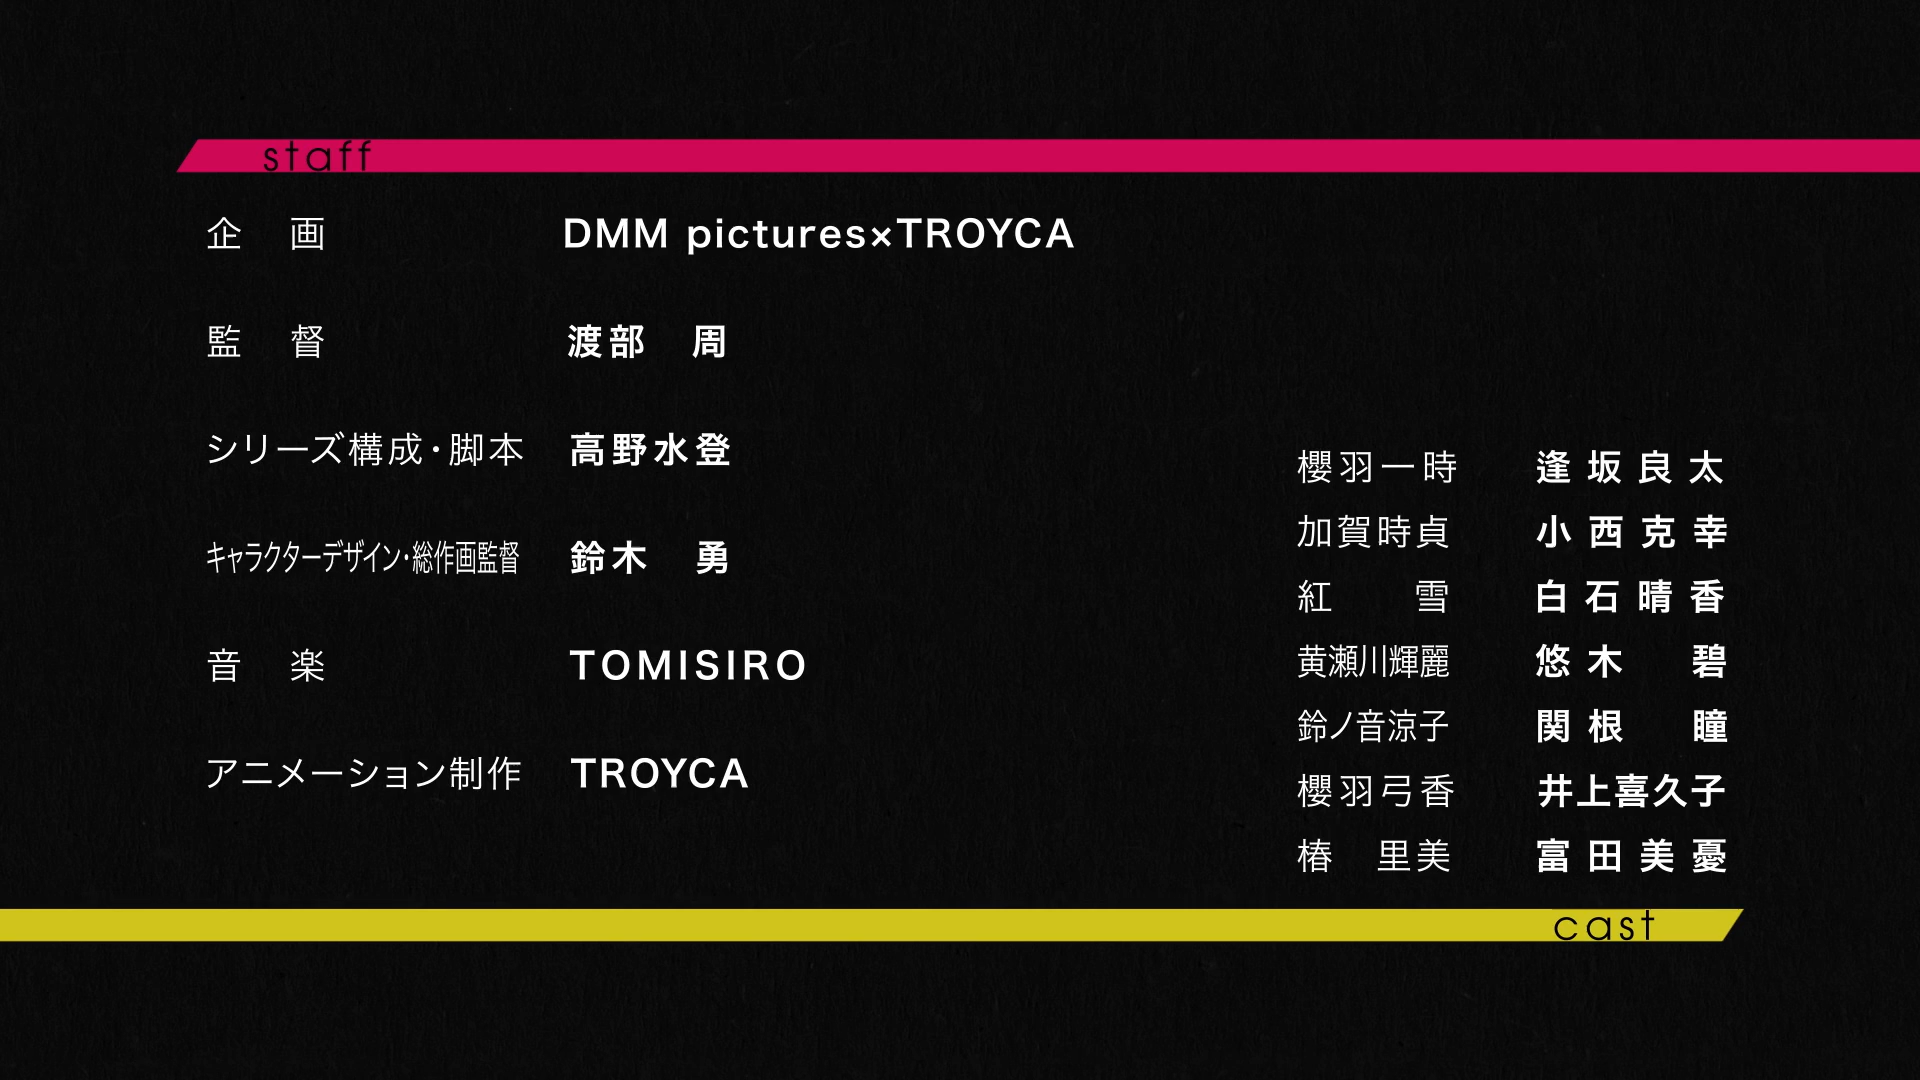 staff
企　画　DMM pictures×TROYCA
監　督　渡部　周
シリーズ構成・脚本　高野水登
キャラクターデザイン・総作画監督　鈴木　勇
音　楽　TOMISIRO
アニメーション制作　TROYCA
櫻羽一時　逢坂良太
加賀時貞　小西克幸
紅　雪　白石晴香
黄瀬川輝麗　悠木　碧
鈴ノ音涼子　関根　瞳
櫻羽弓香　井上喜久子
椿　里美　富田美憂
cast